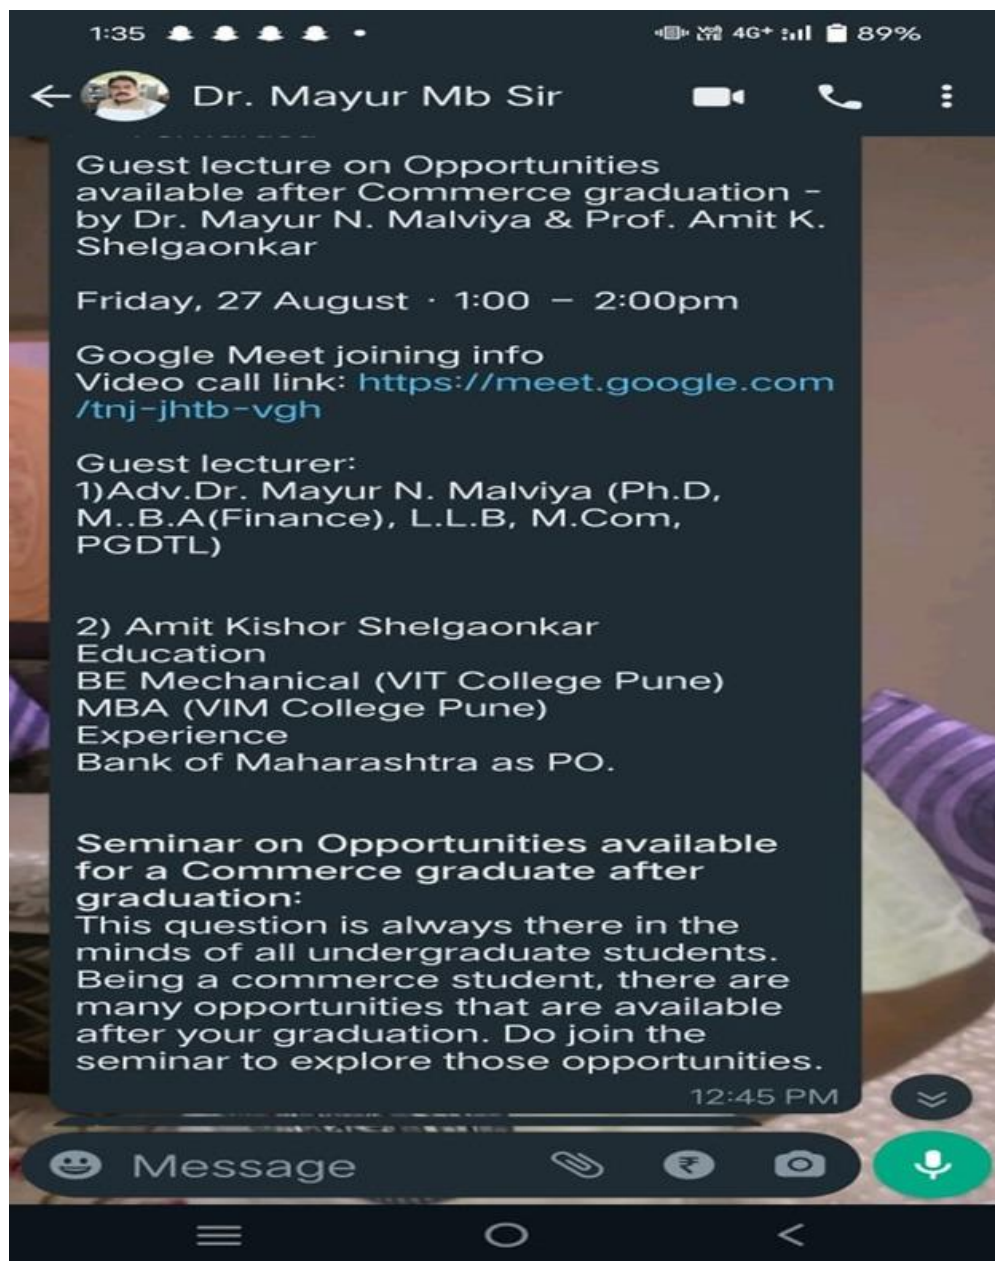 1:35
4G+ 89%
Dr. Mayur Mb Sir
Guest lecture on Opportunities
available after Commerce graduation -
by Dr. Mayur N. Malviya & Prof. Amit K.
Shelgaonkar
Friday, 27 August · 1:00 – 2:00pm
Google Meet joining info
Video call link: https://meet.google.com
/tnj-jhtb-vgh
Guest lecturer:
1)Adv.Dr. Mayur N. Malviya (Ph.D,
M..B.A(Finance), L.L.B, M.Com,
PGDTL)
2) Amit Kishor Shelgaonkar
Education
BE Mechanical (VIT College Pune)
MBA (VIM College Pune)
Experience
Bank of Maharashtra as PO.
Seminar on Opportunities available
for a Commerce graduate after
graduation:
This question is always there in the
minds of all undergraduate students.
Being a commerce student, there are
many opportunities that are available
after your graduation. Do join the
seminar to explore those opportunities.
12:45 PM
Message